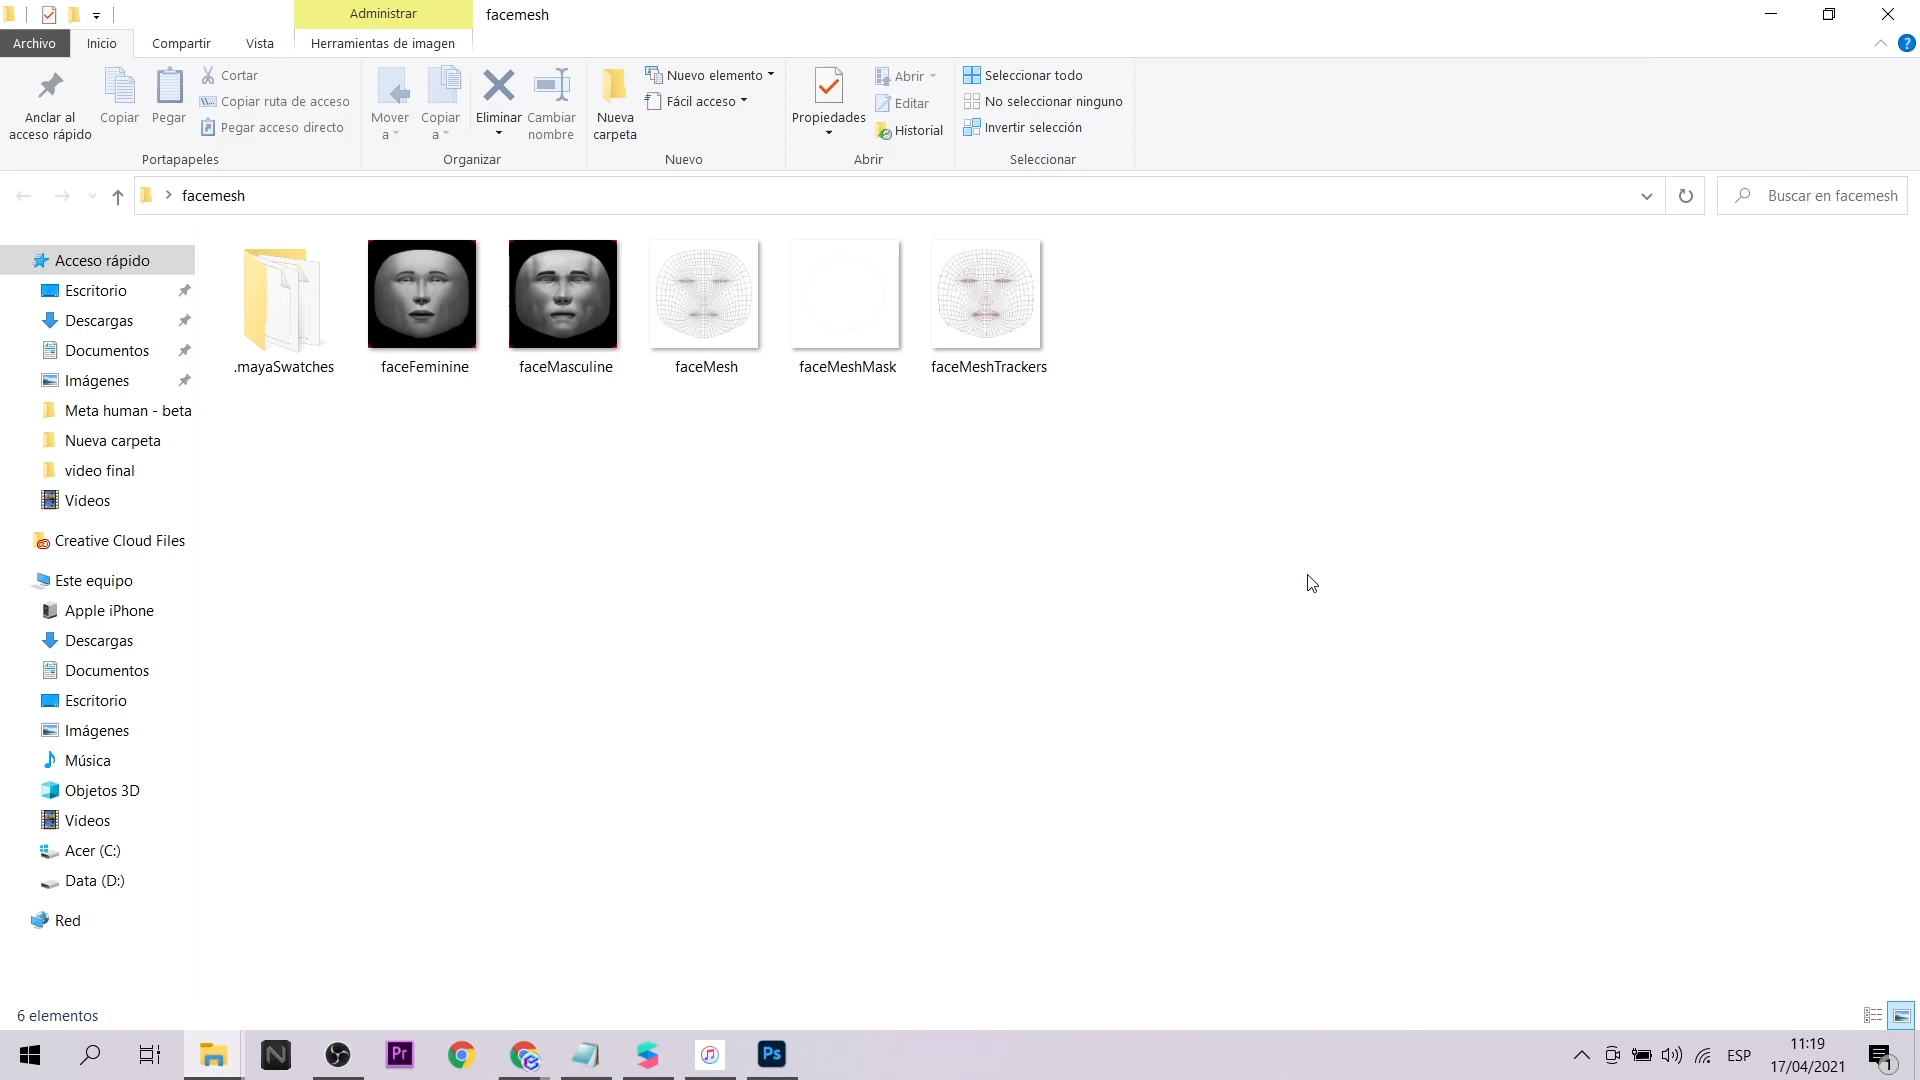 Administrar
facemesh
Archivo
Inicio
Compartir
Vista
Herramientas de imagen
Anclar al
acceso rápido
Copiar
Pegar
Cortar
Copiar ruta de acceso
Pegar acceso directo
Portapapeles
Mover
a
Copiar
a
Eliminar
Cambiar
nombre
Organizar
Nueva
carpeta
Nuevo elemento
Fácil acceso
Nuevo
Propiedades
Abrir
Editar
Historial
Abrir
Seleccionar todo
No seleccionar ninguno
Invertir selección
Seleccionar
facemesh
Buscar en facemesh
Acceso rápido
Escritorio
Descargas
Documentos
Imágenes
Meta human - beta
Nueva carpeta
video final
Videos
Creative Cloud Files
Este equipo
Apple iPhone
Descargas
Documentos
Escritorio
Imágenes
Música
Objetos 3D
Videos
Acer (C:)
Data (D:)
Red
.mayaSwatches
faceFeminine
faceMasculine
faceMesh
faceMeshMask
faceMeshTrackers
6 elementos
Pr
Ps
ESP
11:19
17/04/2021
1